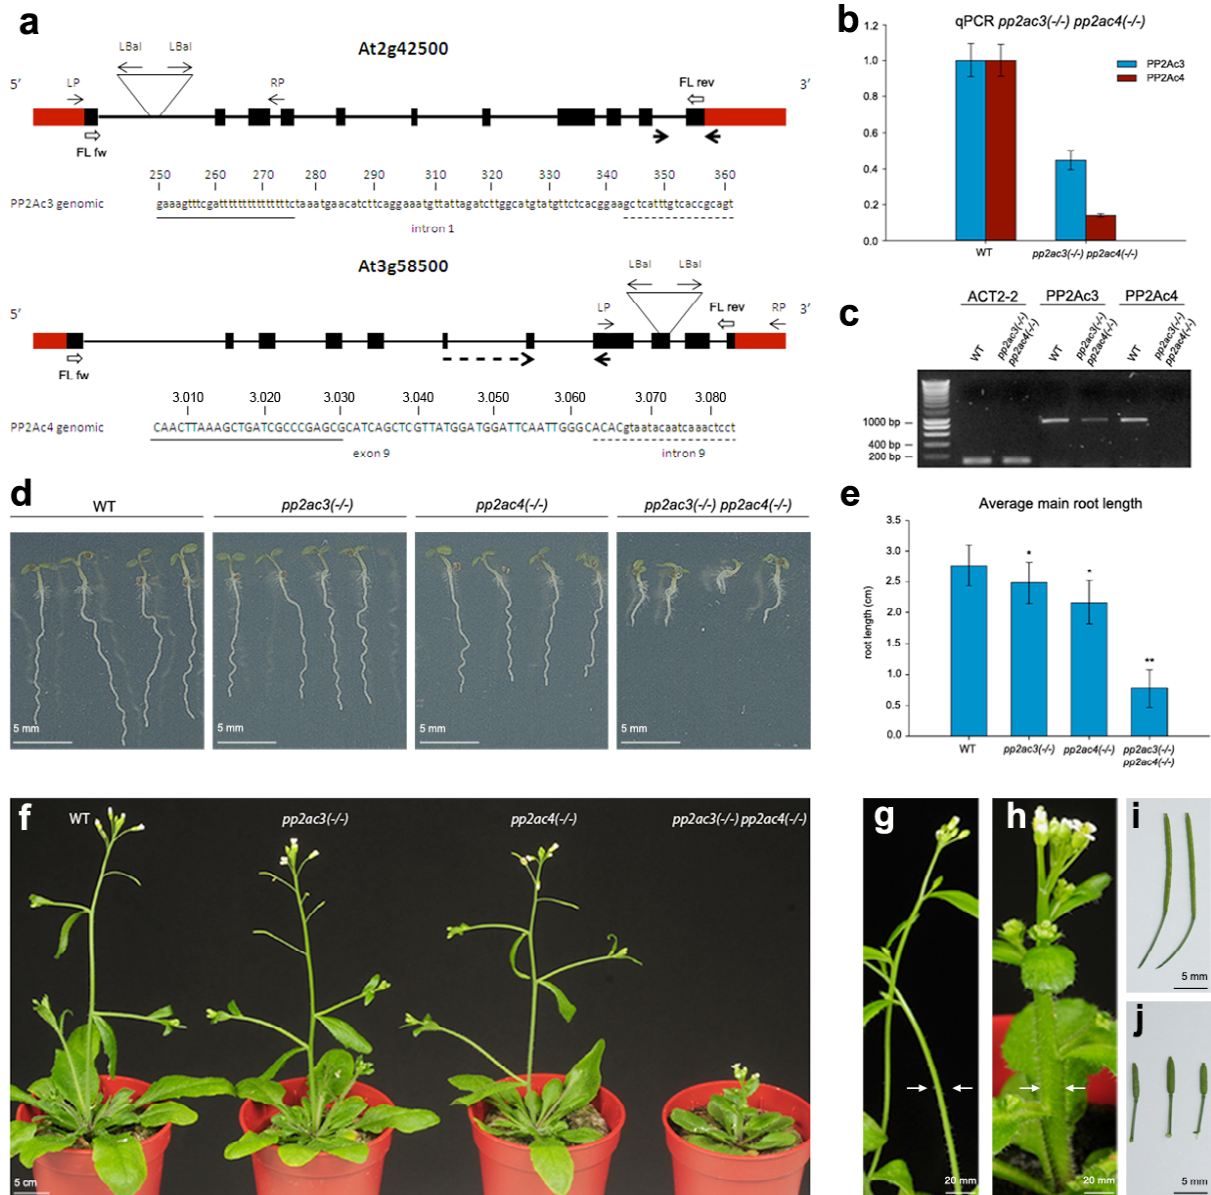 a
At2g42500
LBaI LBaI
5′ LP RP FL rev 3′
FL fw
250 260 270 280 290 310 320 330 340 350 360
PP2Ac3 genomic
intron 1
At3g58500
LBaI LBaI
5′ LP FL rev RP 3′
FL fw
3.010 3.020 3.030 3.040 3.050 3.060 3.070 3.080
PP2Ac4 genomic CAACTTAAAGCTGATCGCCCGAGCGCATCAGCTCGTTATGGATGGATTCAATTGGGCACACgtaatacaatcaaactcct
exon 9 intron 9
b
qPCR pp2ac3(-/-) pp2ac4(-/-)
1.2
1.0
0.8
0.6
0.4
0.2
0.0
PP2Ac3
PP2Ac4
WT pp2ac3(-/-) pp2ac4(-/-)
c
ACT2-2 PP2Ac3 PP2Ac4
WT pp2ac3(-/-) WT pp2ac3(-/-) WT pp2ac3(-/-)
pp2ac4(-/-) pp2ac4(-/-) pp2ac4(-/-)
1000 bp
400 bp
200 bp
d
WT pp2ac3(-/-) pp2ac4(-/-) pp2ac3(-/-) pp2ac4(-/-)
5 mm 5 mm 5 mm 5 mm
e
Average main root length
root length (cm)
3.5
3.0
2.5
2.0
1.5
1.0
0.5
0.0
* * **
WT pp2ac3(-/-) pp2ac4(-/-) pp2ac3(-/-)
pp2ac4(-/-)
f
WT pp2ac3(-/-) pp2ac4(-/-) pp2ac3(-/-) pp2ac4(-/-)
5 cm
g
20 mm
h
20 mm
i
5 mm
j
5 mm